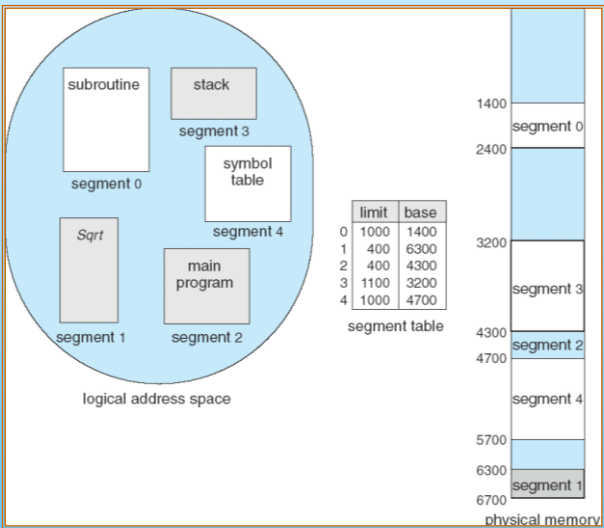 subroutine
segment 0
stack
segment 3
symbol
table
segment 4
Sqrt
segment 1
main
program
segment 2
logical address space
limit base
0 1000 1400
1 400 6300
2 400 4300
3 1100 3200
4 1000 4700
segment table
1400
segment 0
2400
3200
segment 3
4300
segment 2
4700
segment 4
5700
6300
segment 1
6700
physical memory